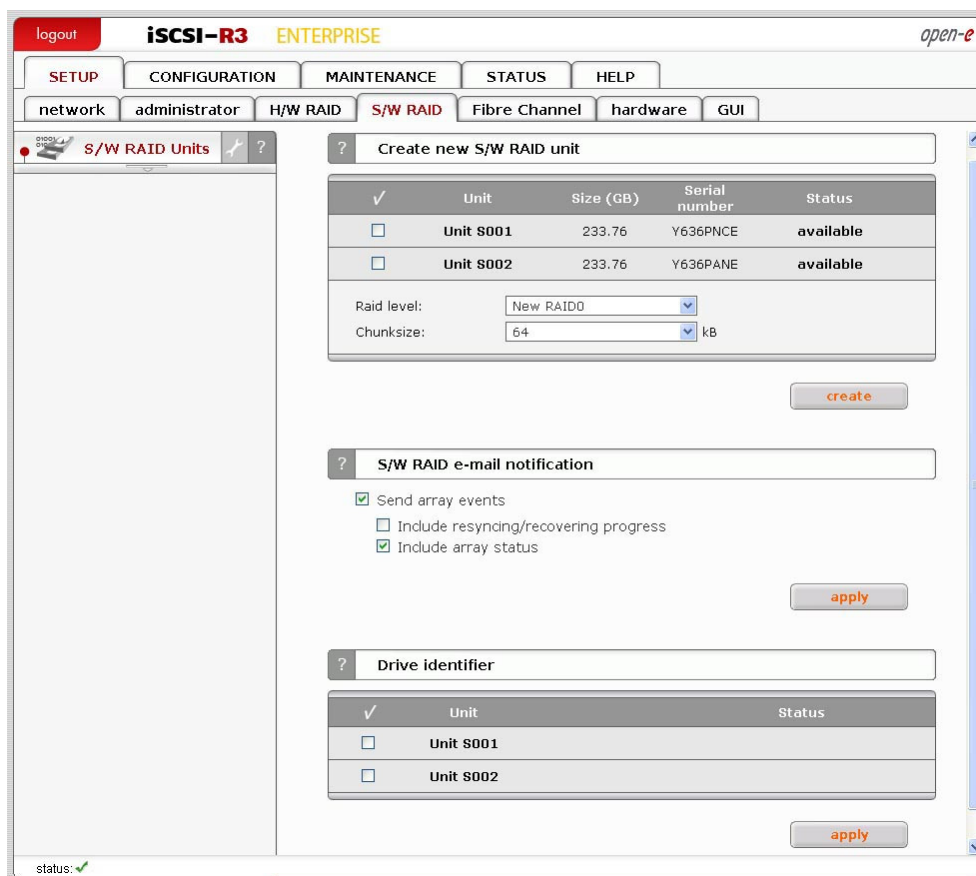 logout iSCSI–R3 ENTERPRISE open-e
SETUP CONFIGURATION MAINTENANCE STATUS HELP
network administrator H/W RAID S/W RAID Fibre Channel hardware GUI
S/W RAID Units ?
? Create new S/W RAID unit
Unit Size (GB) Serial number Status
Unit S001 233.76 Y636PNCE available
Unit S002 233.76 Y636PANE available
Raid level: New RAID0
Chunksize: 64 kB
create
? S/W RAID e-mail notification
Send array events
Include resyncing/recovering progress
Include array status
apply
? Drive identifier
Unit Status
Unit S001
Unit S002
apply
status: